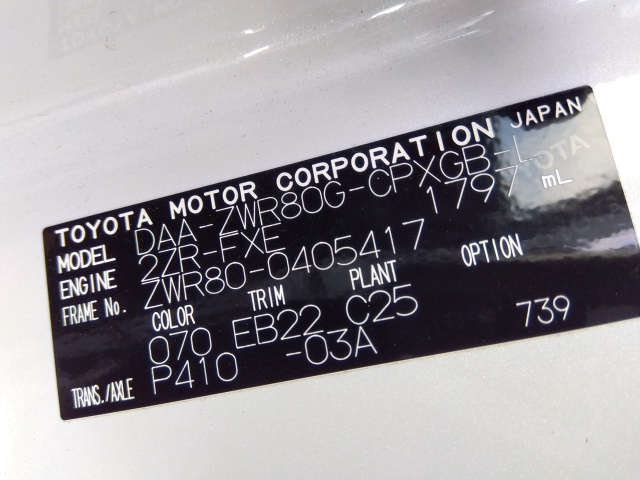 TOYOTA MOTOR CORPORATION JAPAN
MODEL DAA-ZWR80G-CPXGB-L
ENGINE 2ZR-FXE 1797 mL
FRAME No. ZWR80-0405417
COLOR TRIM PLANT OPTION
070 EB22 C25
TRANS./AXLE P410 -03A 739